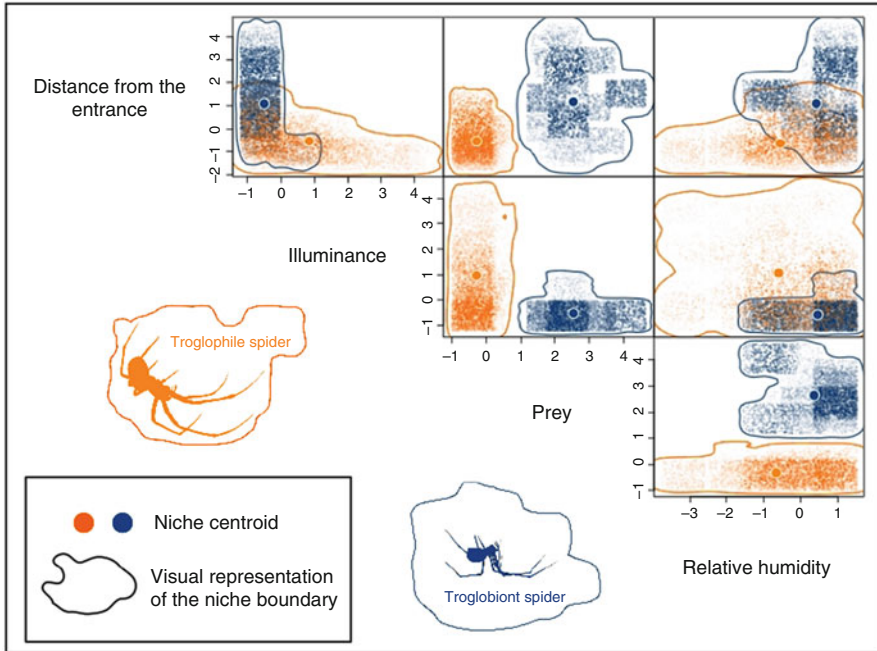 4
3
2
1
0
−1
−2
Distance from the
entrance
−1 0 1 2 3 4
4
3
2
1
0
−1
Illuminance
−1 0 1 2 3 4
Troglophile spider
4
3
2
1
0
−1
Prey
−3 −2 −1 0 1
Relative humidity
Niche centroid
Visual representation
of the niche boundary
Troglobiont spider